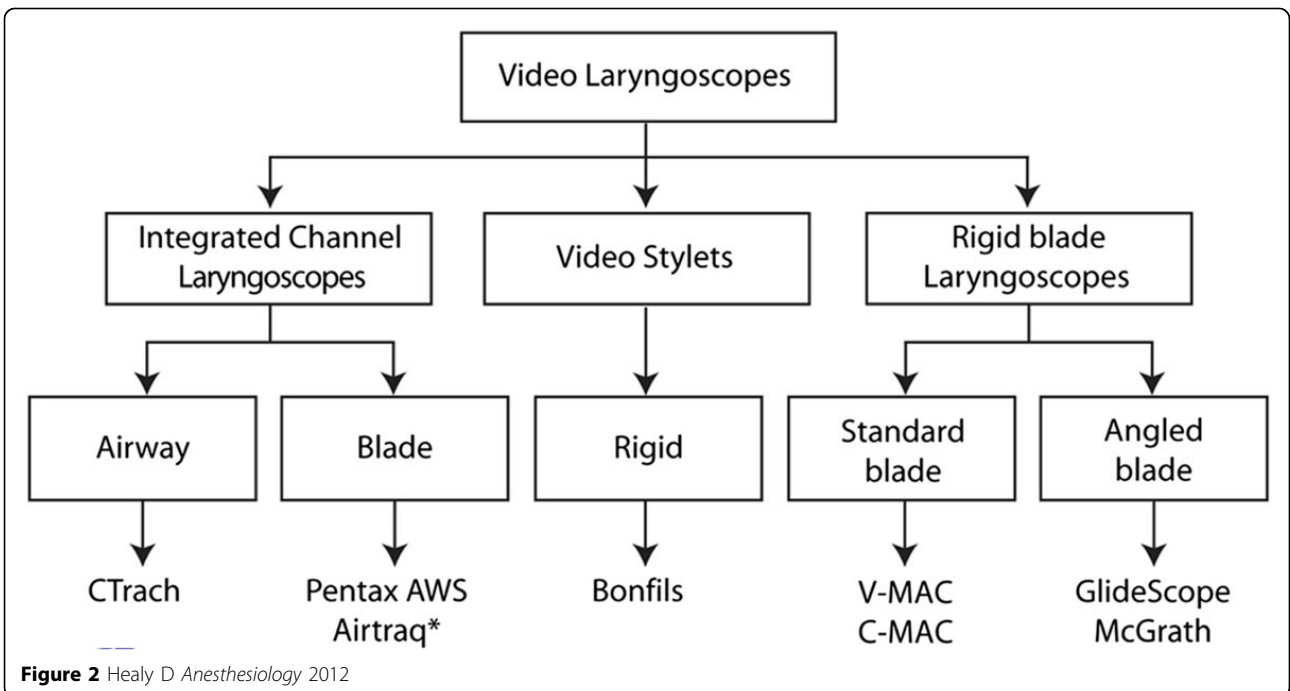 Video Laryngoscopes
Integrated Channel
Laryngoscopes
Video Stylets
Rigid blade
Laryngoscopes
Airway
Blade
Rigid
Standard
blade
Angled
blade
CTrach
Pentax AWS
Airtraq*
Bonfils
V-MAC
C-MAC
GlideScope
McGrath
Figure 2 Healy D Anesthesiology 2012